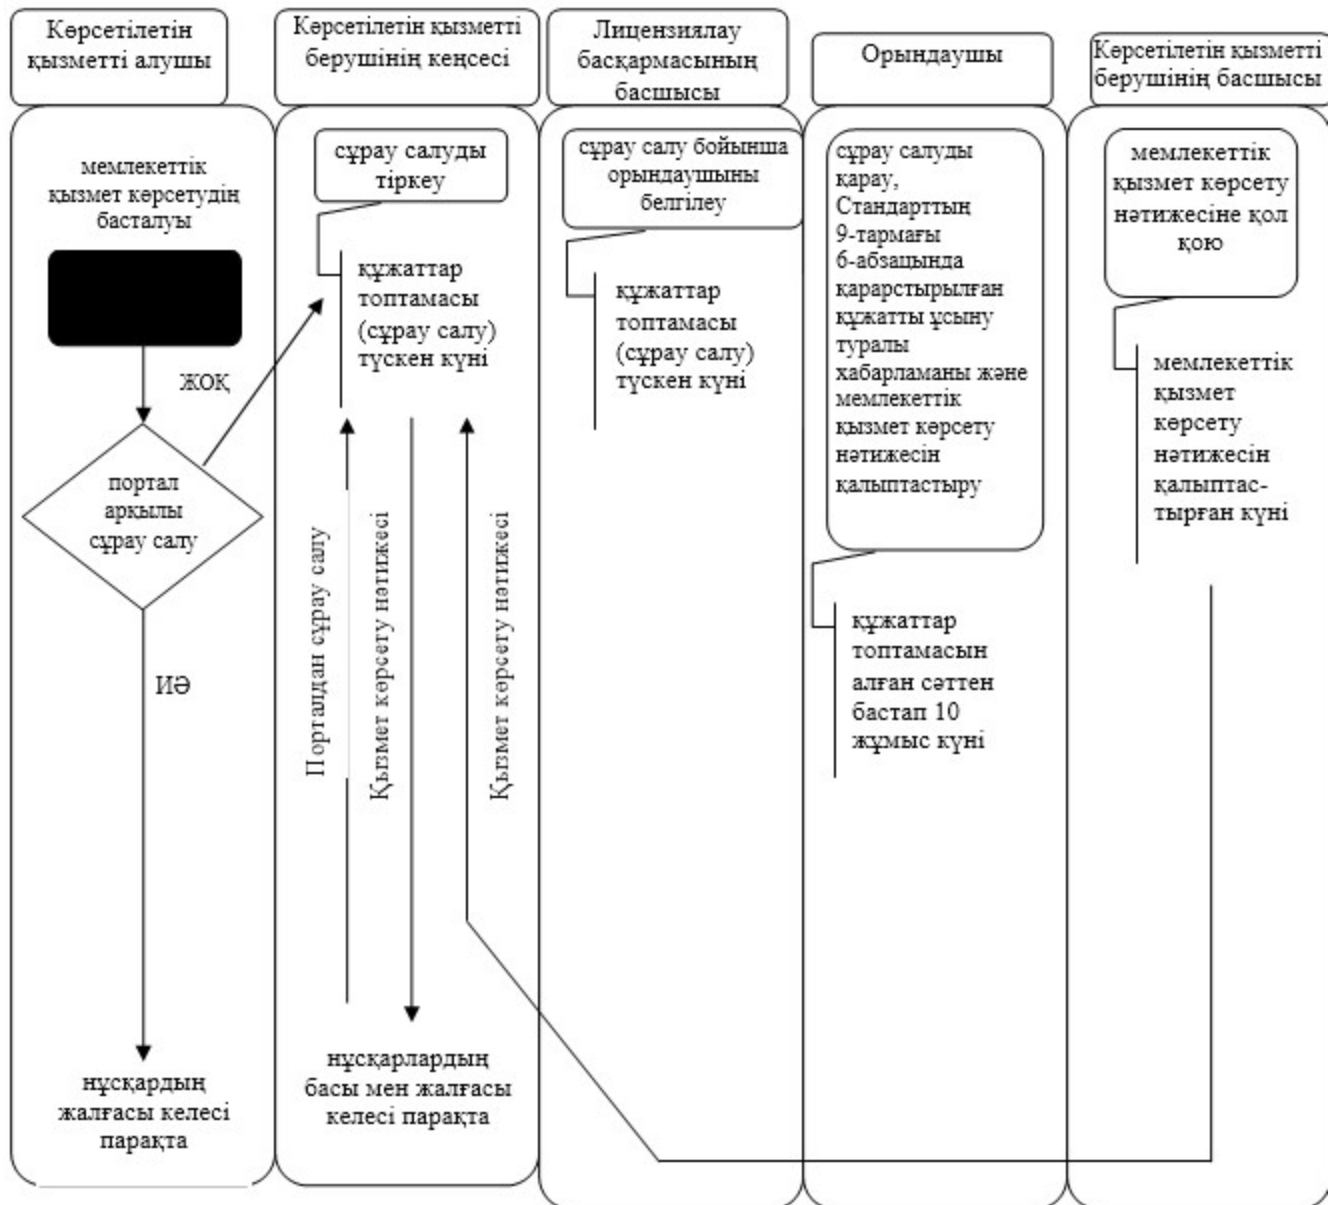 Көрсетілетін
қызметті алушы
Көрсетілетін қызметті
берушінің кеңсесі
Лицензиялау
басқармасының
басшысы
Орындаушы
Көрсетілетін қызметті
берушінің басшысы
мемлекеттік
қызмет көрсетудің
басталуы
ЖОҚ
портал
арқылы
сұрау салу
ИӘ
нұсқардың
жалғасы келесі
парақта
сұрау салуды
тіркеу
құжаттар
топтамасы
(сұрау салу)
түскен күні
Порталдан сұрау салу
Қызмет көрсету нәтижесі
Қызмет көрсету нәтижесі
нұсқарлардың
басы мен жалғасы
келесі парақта
сұрау салу бойынша
орындаушыны
белгілеу
құжаттар
топтамасы
(сұрау салу)
түскен күні
сұрау салуды
қарау,
Стандарттың
9-тармағы
6-абзацында
қарарстырылған
құжатты ұсыну
туралы
хабарламаны және
мемлекеттік
қызмет көрсету
нәтижесін
қалыптастыру
құжаттар
топтамасын
алған сәттен
бастап 10
жұмыс күні
мемлекеттік
қызмет көрсету
нәтижесіне қол
қою
мемлекеттік
қызмет
көрсету
нәтижесін
қалыптас-
тырған күні